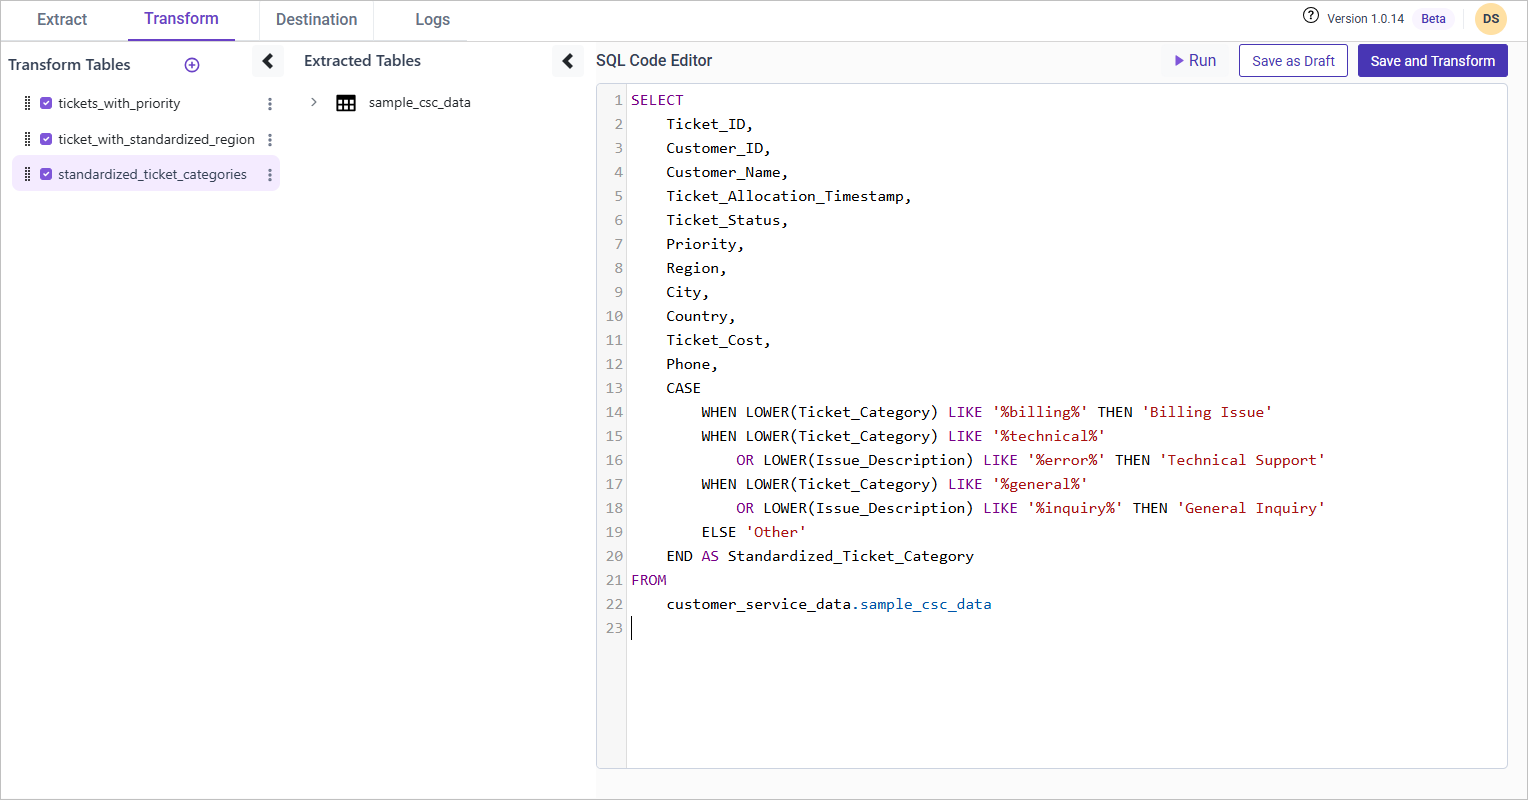 Extract Transform Destination Logs Version 1.0.14 Beta DS
Transform Tables
tickets_with_priority
ticket_with_standardized_region
standardized_ticket_categories
Extracted Tables
sample_csc_data
SQL Code Editor Run Save as Draft Save and Transform
1 SELECT
2     Ticket_ID,
3     Customer_ID,
4     Customer_Name,
5     Ticket_Allocation_Timestamp,
6     Ticket_Status,
7     Priority,
8     Region,
9     City,
10     Country,
11     Ticket_Cost,
12     Phone,
13     CASE
14         WHEN LOWER(Ticket_Category) LIKE '%billing%' THEN 'Billing Issue'
15         WHEN LOWER(Ticket_Category) LIKE '%technical%'
16             OR LOWER(Issue_Description) LIKE '%error%' THEN 'Technical Support'
17         WHEN LOWER(Ticket_Category) LIKE '%general%'
18             OR LOWER(Issue_Description) LIKE '%inquiry%' THEN 'General Inquiry'
19         ELSE 'Other'
20     END AS Standardized_Ticket_Category
21 FROM
22     customer_service_data.sample_csc_data
23